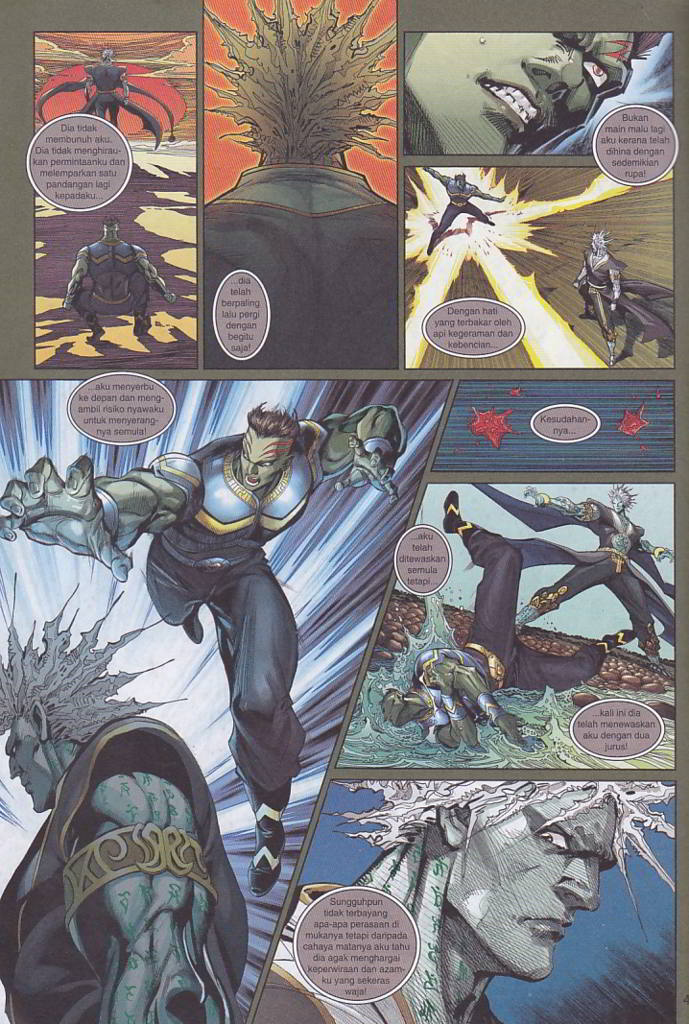 Dia tidak
membunuh aku.
Dia tidak menghirau-
kan permintaanku dan
melemparkan satu
pandangan lagi
kepadaku...
...dia
telah
berpaling
lalu pergi
dengan
begitu
saja!
Bukan
main malu lagi
aku kerana telah
dihina dengan
sedemikian
rupa!
Dengan hati
yang terbakar oleh
api kegeraman dan
kebencian...
...aku menyerbu
ke depan dan meng-
ambil risiko nyawaku
untuk menyerang-
nya semula!
Kesudahan-
nya...
...aku
telah
ditewaskan
semula
tetapi...
...kali ini dia
telah menewaskan
aku dengan dua
jurus!
Sungguhpun
tidak terbayang
apa-apa perasaan di
mukanya tetapi daripada
cahaya matanya aku tahu
dia agak menghargai
keperwiraan dan azam-
ku yang sekeras
waja!